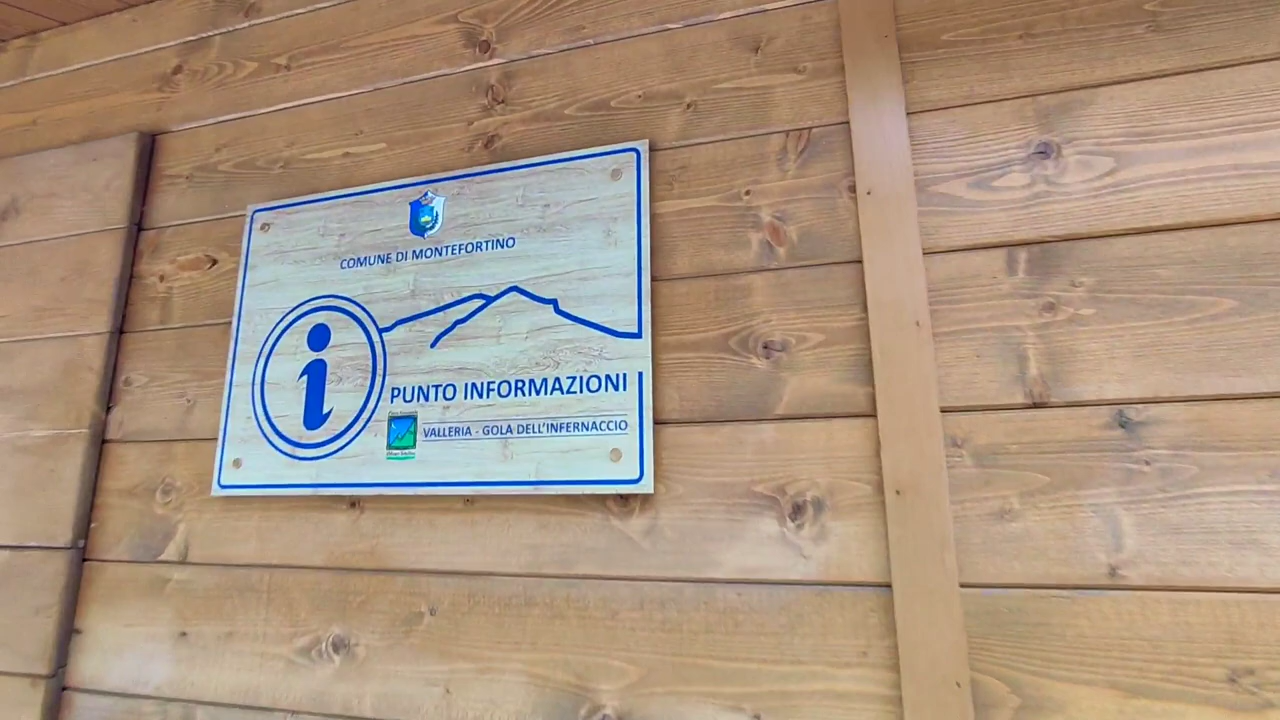 COMUNE DI MONTEFORTINO
i
PUNTO INFORMAZIONI
VALLERIA - GOLA DELL'INFERNACCIO